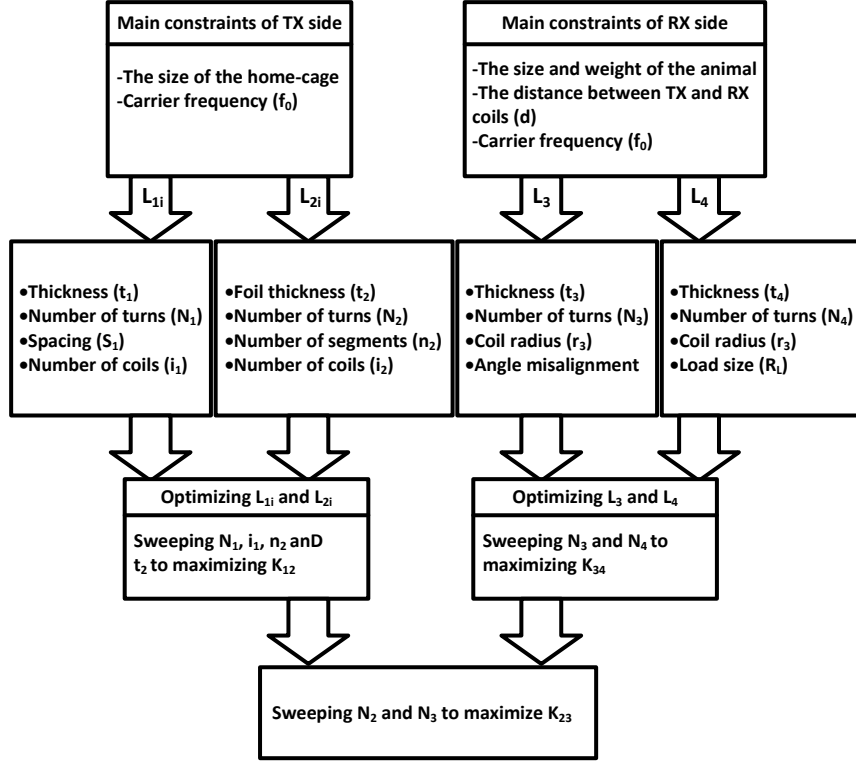 Main constraints of TX side
-The size of the home-cage
-Carrier frequency (f₀)
Main constraints of RX side
-The size and weight of the animal
-The distance between TX and RX
coils (d)
-Carrier frequency (f₀)
L₁ᵢ
L₂ᵢ
L₃
L₄
•Thickness (t₁)
•Number of turns (N₁)
•Spacing (S₁)
•Number of coils (i₁)
•Foil thickness (t₂)
•Number of turns (N₂)
•Number of segments (n₂)
•Number of coils (i₂)
•Thickness (t₃)
•Number of turns (N₃)
•Coil radius (r₃)
•Angle misalignment
•Thickness (t₄)
•Number of turns (N₄)
•Coil radius (r₃)
•Load size (R_L)
Optimizing L₁ᵢ and L₂ᵢ
Sweeping N₁, i₁, n₂ anD
t₂ to maximizing K₁₂
Optimizing L₃ and L₄
Sweeping N₃ and N₄ to
maximizing K₃₄
Sweeping N₂ and N₃ to maximize K₂₃